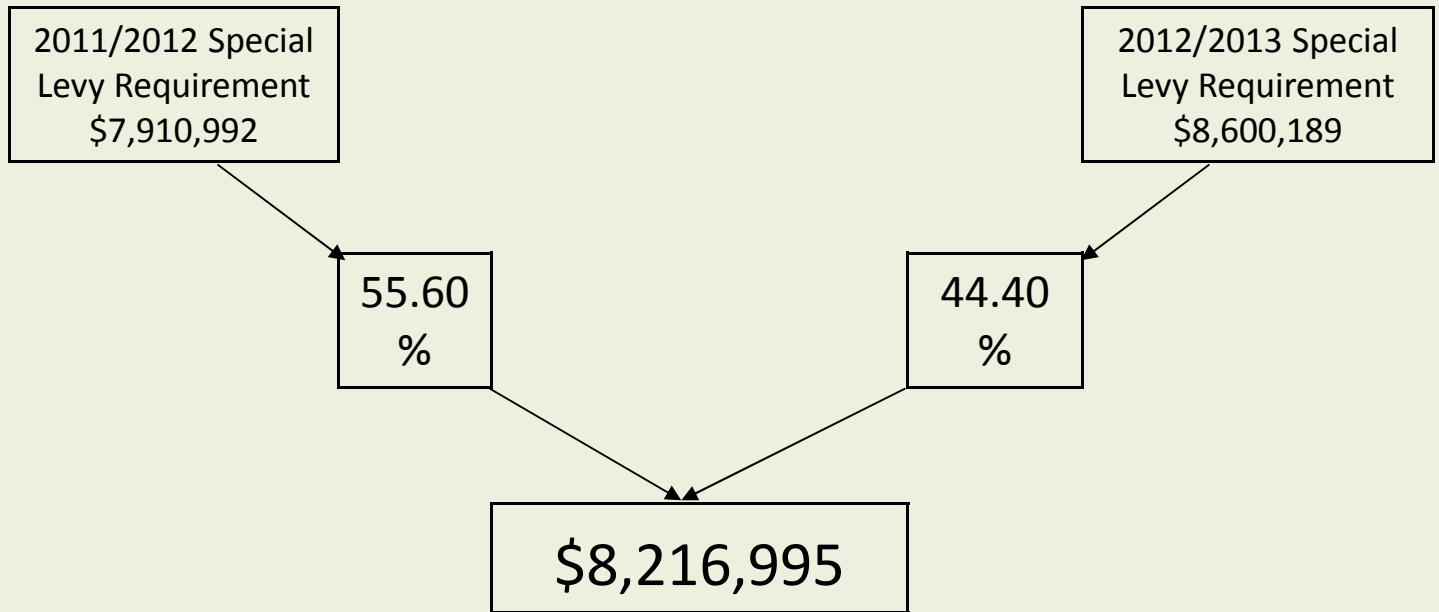 2011/2012 Special
Levy Requirement
$7,910,992
2012/2013 Special
Levy Requirement
$8,600,189
55.60
%
44.40
%
$8,216,995